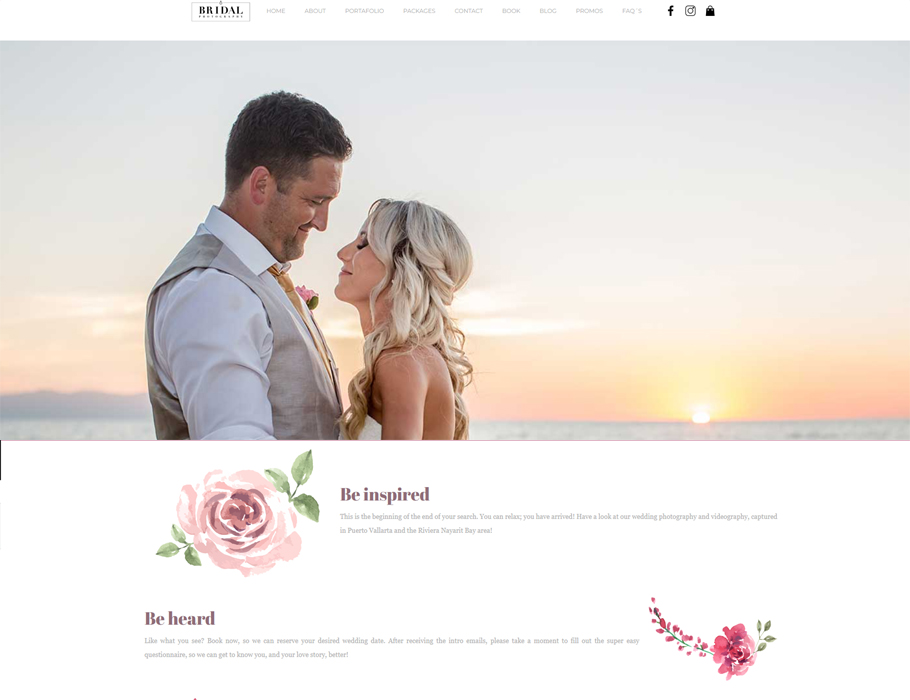 BRIDAL
PHOTOGRAPHY
HOME ABOUT PORTAFOLIO PACKAGES CONTACT BOOK BLOG PROMOS FAQ 'S
Be inspired
This is the beginning of the end of your search. You can relax; you have arrived! Have a look at our wedding photography and videography, captured
in Puerto Vallarta and the Riviera Nayarit Bay area!
Be heard
Like what you see? Book now, so we can reserve your desired wedding date. After receiving the intro emails, please take a moment to fill out the super easy
questionnaire, so we can get to know you, and your love story, better!